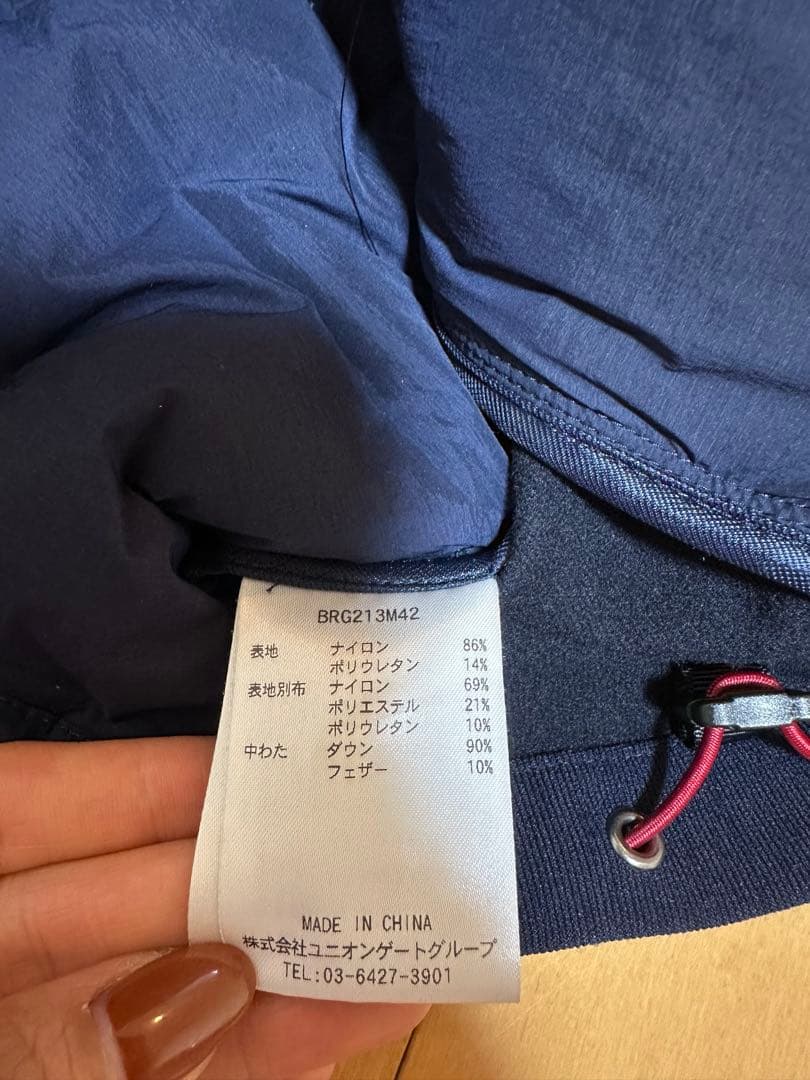 BRG213M42
表地 ナイロン 86%
ポリウレタン 14%
表地別布 ナイロン 69%
ポリエステル 21%
ポリウレタン 10%
中わた ダウン 90%
フェザー 10%
MADE IN CHINA
株式会社ユニオンゲートグループ
TEL:03-6427-3901